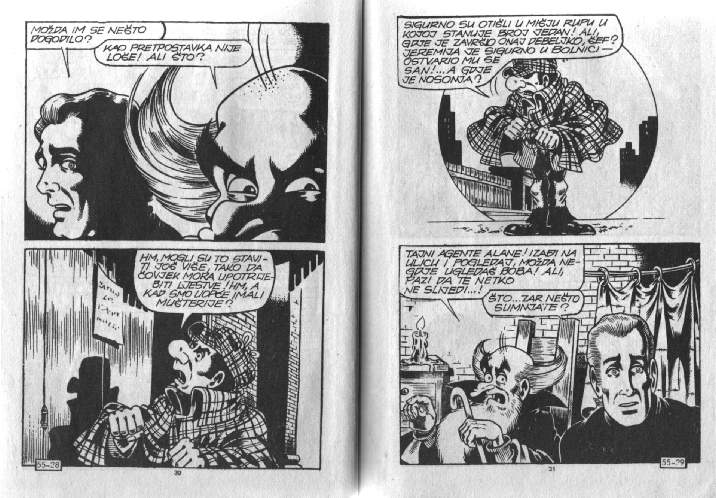 MOŽDA IM SE NEŠTO
DOGODILO?
KAO PRETPOSTAVKA NIJE
LOŠE! ALI ŠTO?
HM, MOGLI SU TO STAVI-
TI JOŠ VIŠE, TAKO DA
ČOVJEK MORA UPOTRIJE-
BITI LJESTVE! HM, A
KAD SMO UOPĆE IMALI
MUŠTERIJE?
55-28
30
SIGURNO SU OTIŠLI U MIŠJU RUPU U
KOJOJ STANUJE BROJ JEDAN! ALI,
GDJE JE ZAVRŠIO ONAJ DEBELJKO, ŠEF?
JEREMIJA JE SIGURNO U BOLNICI —
OSTVARIO MU SE
SAN!... A GDJE
JE NOSONJA?
TAJNI AGENTE ALANE! IZAĐI NA
ULICU I POGLEDAJ, MOŽDA NE-
GDJE UGLEDAŠ BOBA! ALI,
PAZI DA TE NETKO
NE SLIJEDI...!
ŠTO... ZAR NEŠTO
SUMNJATE?
55-29
31